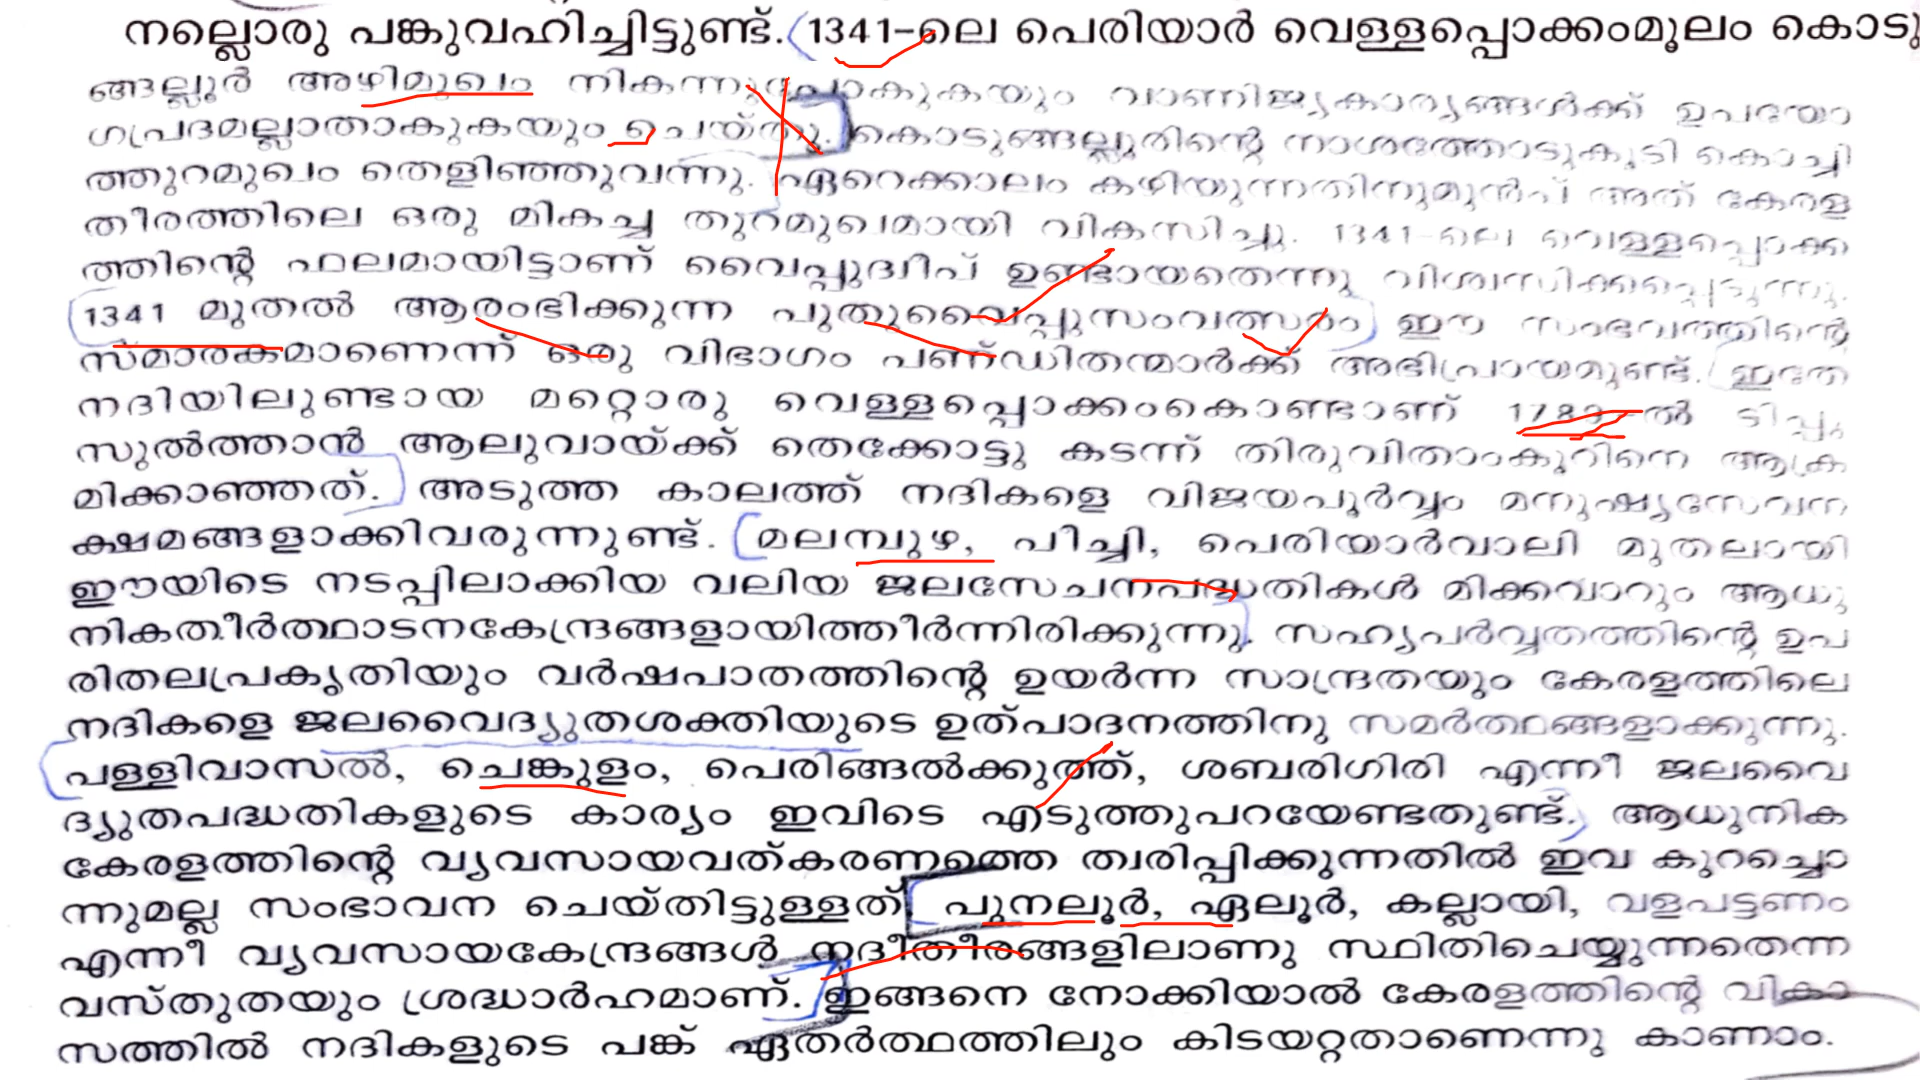 നല്ലൊരു പങ്കുവഹിച്ചിട്ടുണ്ട്. 1341-ലെ പെരിയാർ വെള്ളപ്പൊക്കംമൂലം കൊടു
ങ്ങല്ലൂർ അഴിമുഖം നികന്നുപോകുകയും വാണിജ്യകാര്യങ്ങൾക്ക് ഉപയോ
ഗപ്രദമല്ലാതാകുകയും ചെയ്തു. കൊടുങ്ങല്ലൂരിന്റെ നാശത്തോടുകൂടി കൊച്ചി
ത്തുറമുഖം തെളിഞ്ഞുവന്നു. ഏറെക്കാലം കഴിയുന്നതിനുമുൻപ് അത് കേരള
തീരത്തിലെ ഒരു മികച്ച തുറമുഖമായി വികസിച്ചു. 1341-ലെ വെള്ളപ്പൊക്ക
ത്തിന്റെ ഫലമായിട്ടാണ് വൈപ്പുദ്വീപ് ഉണ്ടായതെന്നു വിശ്വസിക്കപ്പെടുന്നു.
1341 മുതൽ ആരംഭിക്കുന്ന പുതുവൈപ്പുസംവത്സരം ഈ സംഭവത്തിന്റെ
സ്മാരകമാണെന്ന് ഒരു വിഭാഗം പണ്ഡിതന്മാർക്ക് അഭിപ്രായമുണ്ട്. ഇതേ
നദിയിലുണ്ടായ മറ്റൊരു വെള്ളപ്പൊക്കംകൊണ്ടാണ് 1789-ൽ ടിപ്പു
സുൽത്താൻ ആലുവായ്ക്ക് തെക്കോട്ടു കടന്ന് തിരുവിതാംകൂറിനെ ആക്ര
മിക്കാഞ്ഞത്. അടുത്ത കാലത്ത് നദികളെ വിജയപൂർവ്വം മനുഷ്യസേവന
ക്ഷമങ്ങളാക്കിവരുന്നുണ്ട്. മലമ്പുഴ, പീച്ചി, പെരിയാർവാലി മുതലായി
ഈയിടെ നടപ്പിലാക്കിയ വലിയ ജലസേചനപദ്ധതികൾ മിക്കവാറും ആധു
നികതീർത്ഥാടനകേന്ദ്രങ്ങളായിത്തീർന്നിരിക്കുന്നു. സഹ്യപർവ്വതത്തിന്റെ ഉപ
രിതലപ്രകൃതിയും വർഷപാതത്തിന്റെ ഉയർന്ന സാന്ദ്രതയും കേരളത്തിലെ
നദികളെ ജലവൈദ്യുതശക്തിയുടെ ഉത്പാദനത്തിനു സമർത്ഥങ്ങളാക്കുന്നു.
പള്ളിവാസൽ, ചെങ്കുളം, പെരിങ്ങൽക്കുത്ത്, ശബരിഗിരി എന്നീ ജലവൈ
ദ്യുതപദ്ധതികളുടെ കാര്യം ഇവിടെ എടുത്തുപറയേണ്ടതുണ്ട്. ആധുനിക
കേരളത്തിന്റെ വ്യവസായവത്കരണത്തെ ത്വരിപ്പിക്കുന്നതിൽ ഇവ കുറച്ചൊ
ന്നുമല്ല സംഭാവന ചെയ്തിട്ടുള്ളത് പുനലൂർ, ഏലൂർ, കല്ലായി, വളപട്ടണം
എന്നീ വ്യവസായകേന്ദ്രങ്ങൾ നദീതീരങ്ങളിലാണു സ്ഥിതിചെയ്യുന്നതെന്ന
വസ്തുതയും ശ്രദ്ധാർഹമാണ്. ഇങ്ങനെ നോക്കിയാൽ കേരളത്തിന്റെ വികാ
സത്തിൽ നദികളുടെ പങ്ക് ഏതർത്ഥത്തിലും കിടയറ്റതാണെന്നു കാണാം.